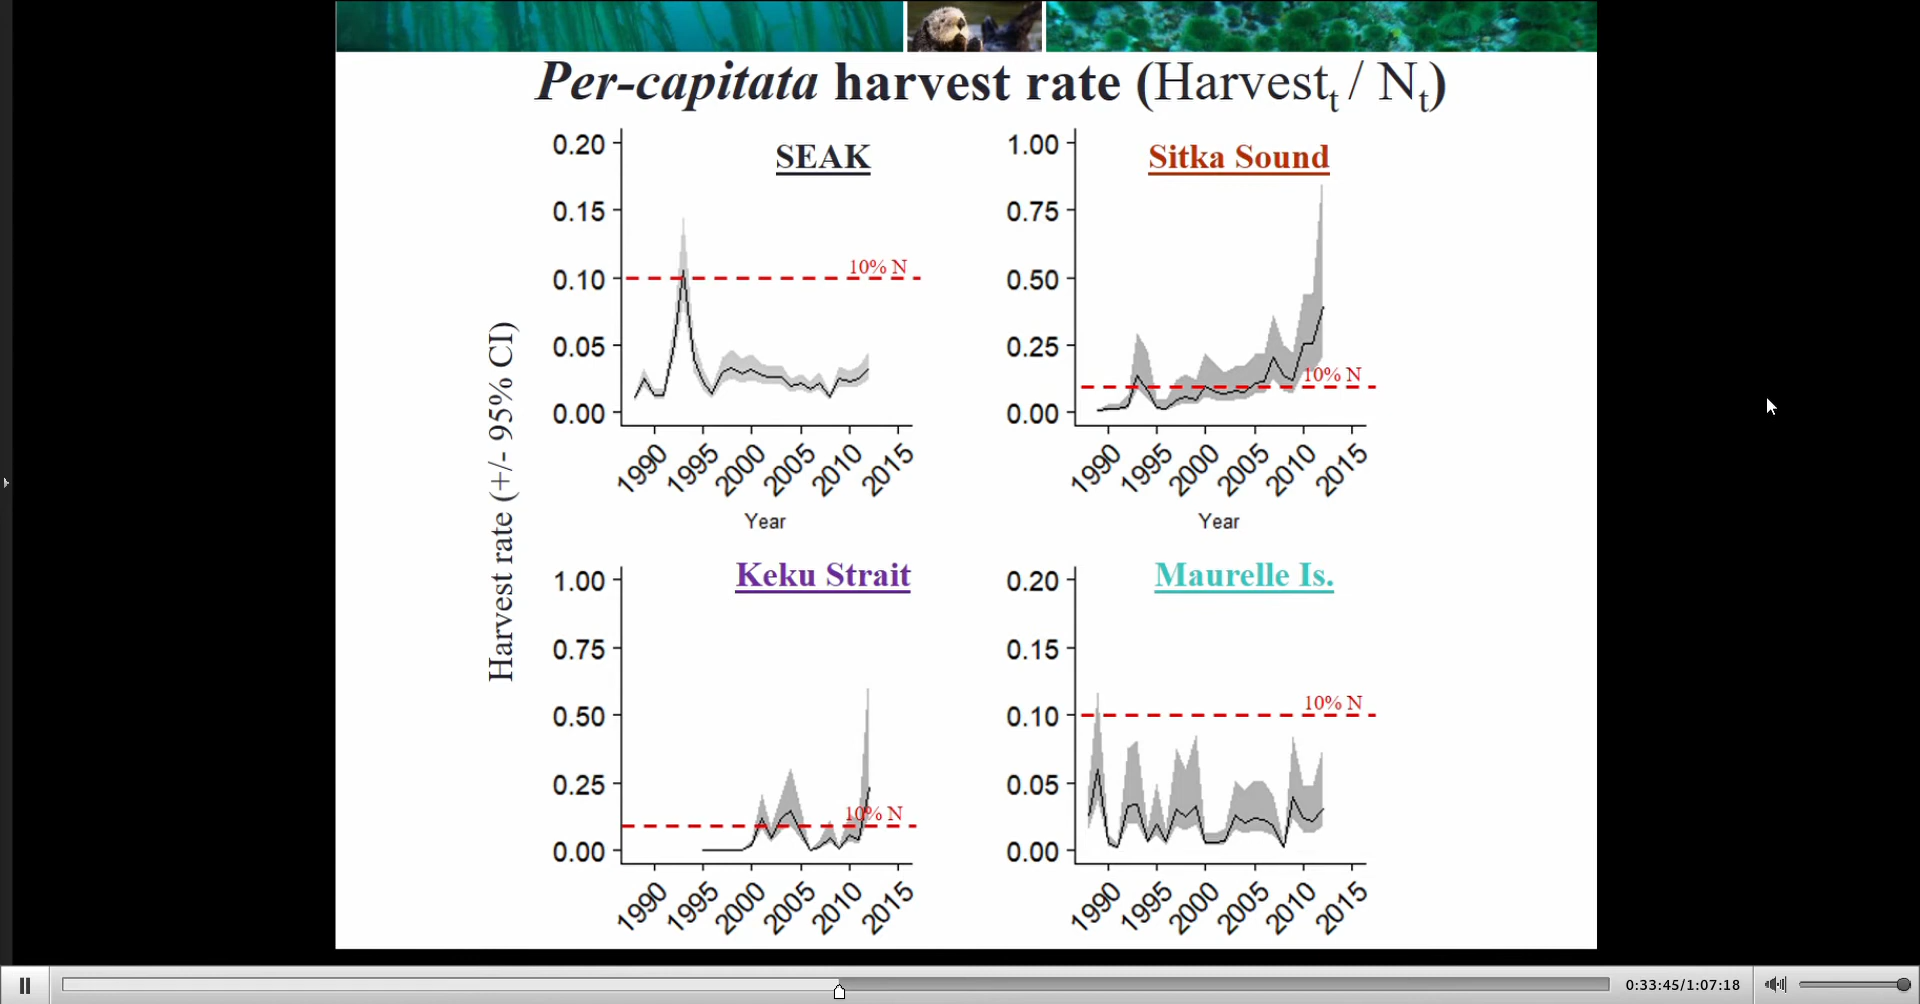 Per-capitata harvest rate (Harvestt / Nt)
Harvest rate (+/- 95% CI)
SEAK
0.20
0.15
0.10
0.05
0.00
10% N
1990 1995 2000 2005 2010 2015
Year
Sitka Sound
1.00
0.75
0.50
0.25
0.00
10% N
1990 1995 2000 2005 2010 2015
Year
Keku Strait
1.00
0.75
0.50
0.25
0.00
10% N
1990 1995 2000 2005 2010 2015
Maurelle Is.
0.20
0.15
0.10
0.05
0.00
10% N
1990 1995 2000 2005 2010 2015
0:33:45/1:07:18